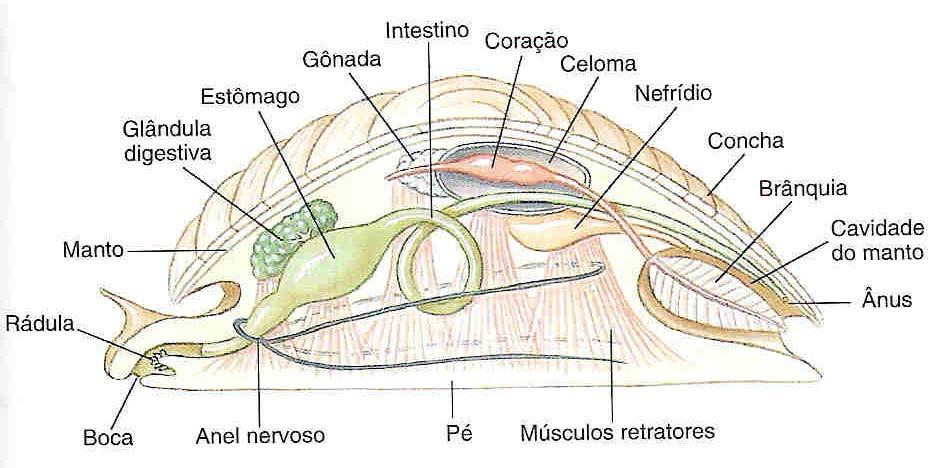 Intestino
Coração
Gônada
Celoma
Estômago
Nefrídio
Glândula
digestiva
Concha
Brânquia
Manto
Cavidade
do manto
Ânus
Rádula
Boca
Anel nervoso
Pé
Músculos retratores